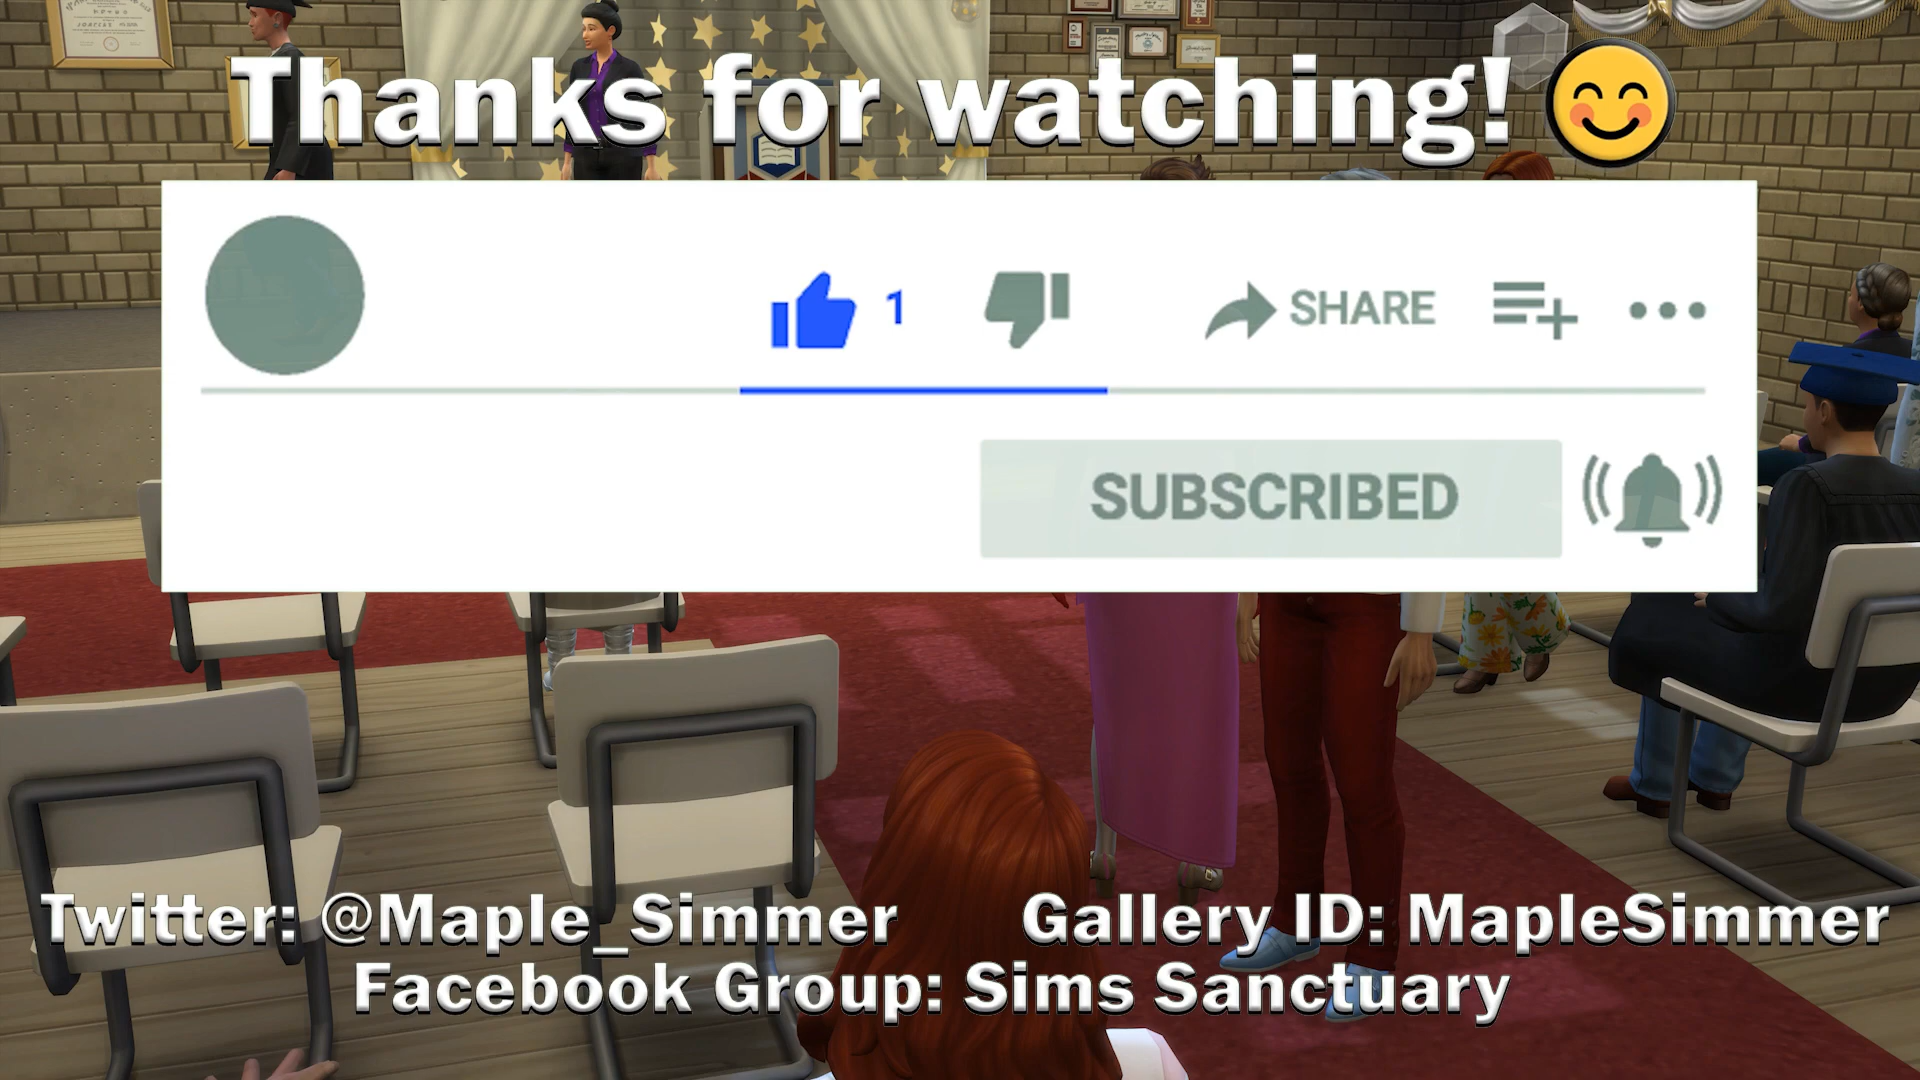 Thanks for watching! 😊
1 SHARE
SUBSCRIBED
Twitter: @Maple_Simmer Gallery ID: MapleSimmer
Facebook Group: Sims Sanctuary